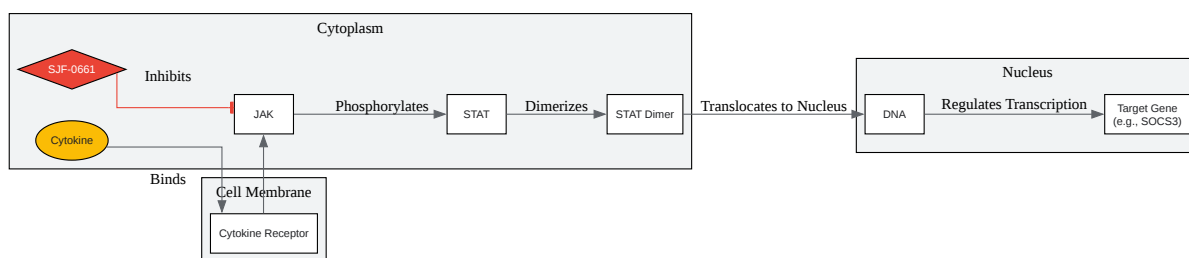 Cytoplasm
SJF-0661
Inhibits
JAK
Phosphorylates
STAT
Dimerizes
STAT Dimer
Translocates to Nucleus
Nucleus
DNA
Regulates Transcription
Target Gene
(e.g., SOCS3)
Cytokine
Binds
Cell Membrane
Cytokine Receptor